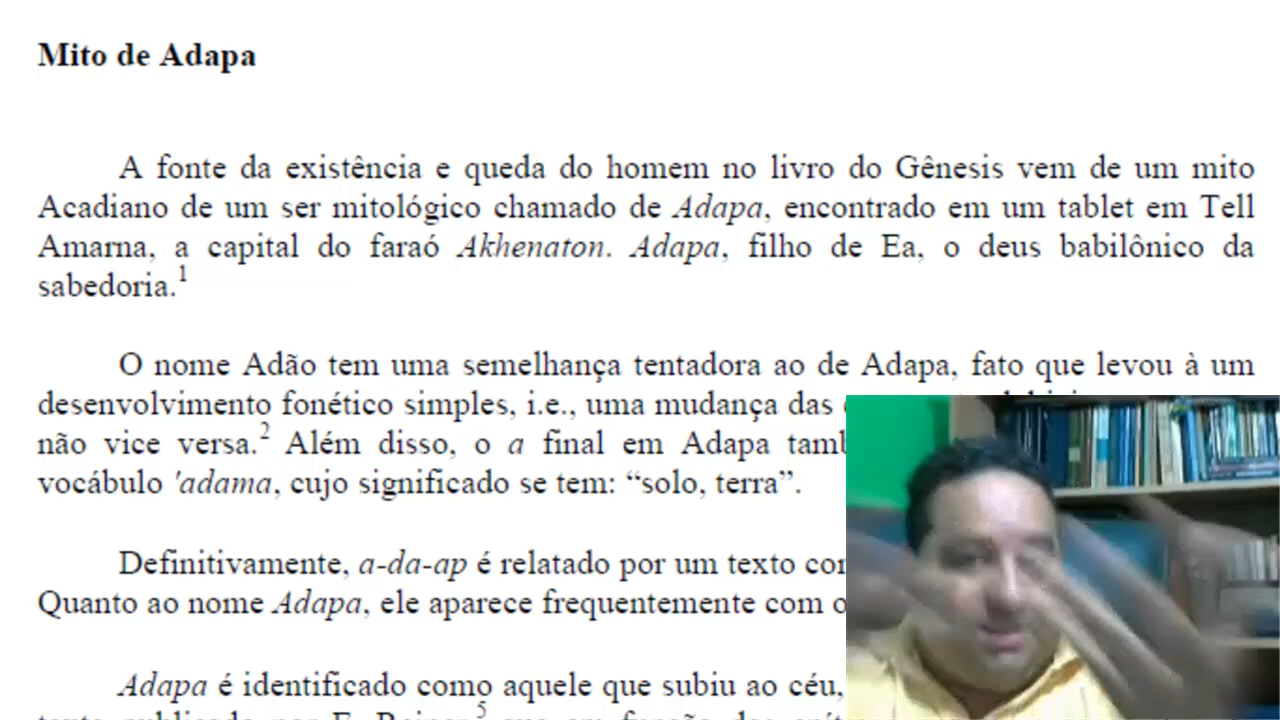 Mito de Adapa
A fonte da existência e queda do homem no livro do Gênesis vem de um mito
Acadiano de um ser mitológico chamado de Adapa, encontrado em um tablet em Tell
Amarna, a capital do faraó Akhenaton. Adapa, filho de Ea, o deus babilônico da
sabedoria.1
O nome Adão tem uma semelhança tentadora ao de Adapa, fato que levou à um
desenvolvimento fonético simples, i.e., uma mudança das
não vice versa.2 Além disso, o a final em Adapa
vocábulo 'adama, cujo significado se tem: “solo, terra”.
Definitivamente, a-da-ap é relatado por um texto
Quanto ao nome Adapa, ele aparece frequentemente com
Adapa é identificado como aquele que subiu ao céu,